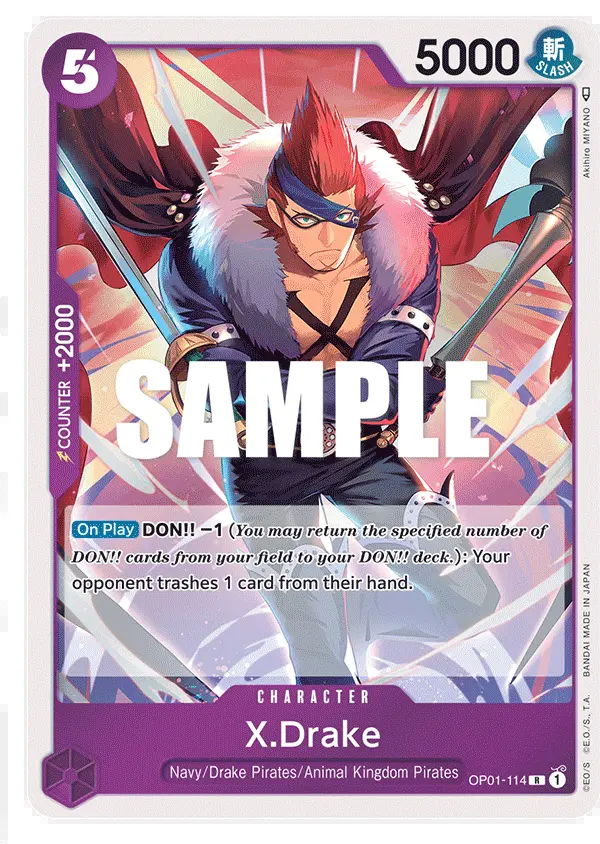 5
5000
斬
SLASH
Akihiro MIYANO
COUNTER +2000
SAMPLE
On Play DON!! −1 (You may return the specified number of
DON!! cards from your field to your DON!! deck.): Your
opponent trashes 1 card from their hand.
CHARACTER
X.Drake
Navy/Drake Pirates/Animal Kingdom Pirates
OP01-114 R 1
©EO/S ©E.O./S., T.A. BANDAI MADE IN JAPAN